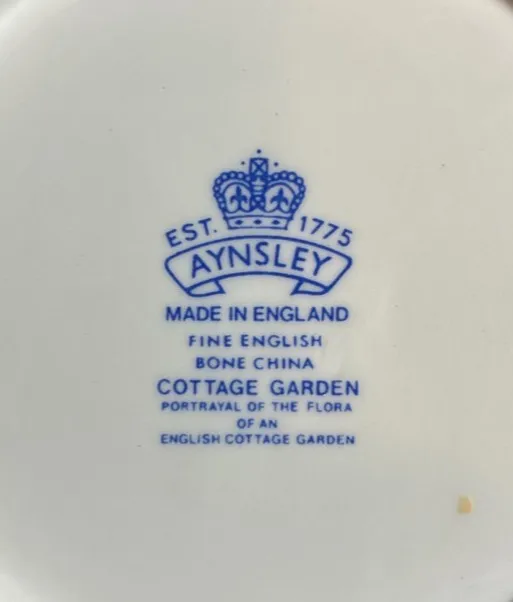 EST. 1775
AYNSLEY
MADE IN ENGLAND
FINE ENGLISH
BONE CHINA
COTTAGE GARDEN
PORTRAYAL OF THE FLORA
OF AN
ENGLISH COTTAGE GARDEN